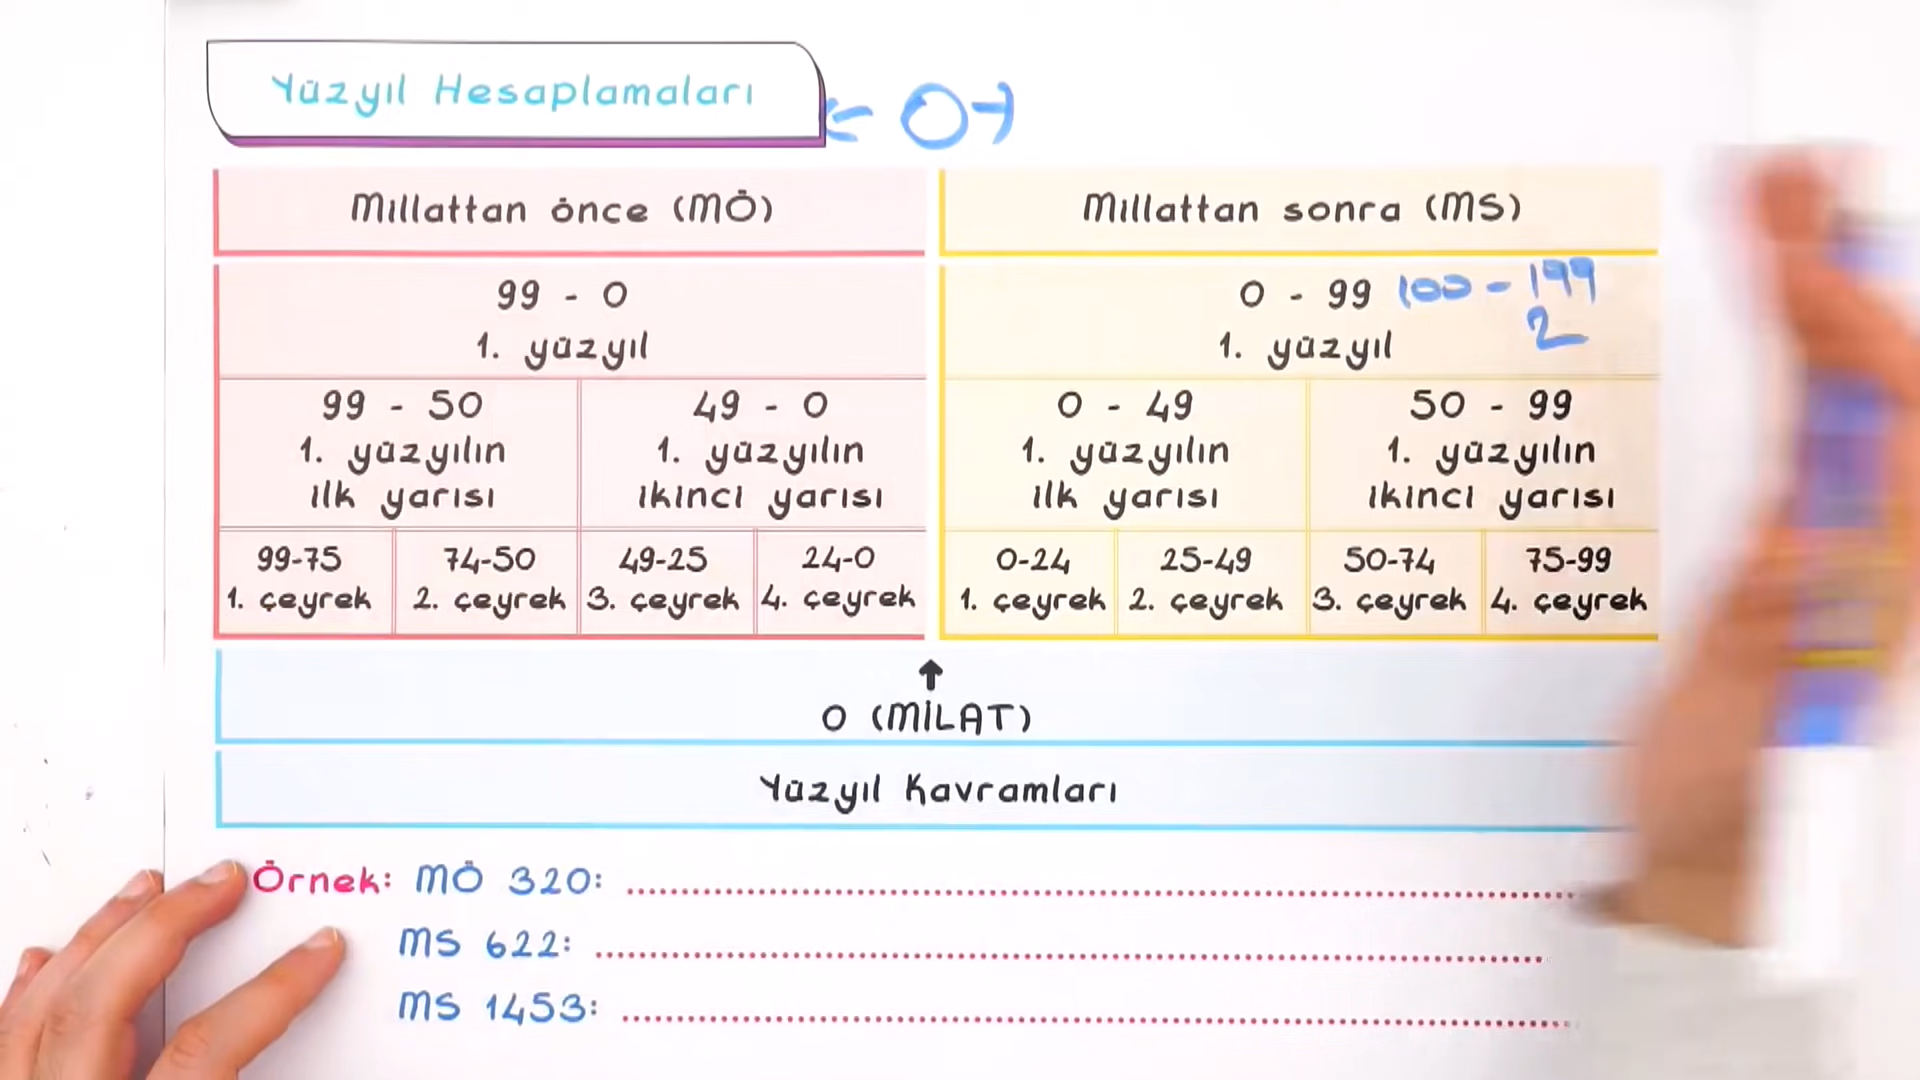 Yüzyıl Hesaplamaları
← 0 →
Millattan önce (MÖ)
Millattan sonra (MS)
99 - 0
1. yüzyıl
0 - 99 100 - 199
1. yüzyıl 2
99 - 50
1. yüzyılın
ilk yarısı
49 - 0
1. yüzyılın
ikinci yarısı
0 - 49
1. yüzyılın
ilk yarısı
50 - 99
1. yüzyılın
ikinci yarısı
99-75
1. çeyrek
74-50
2. çeyrek
49-25
3. çeyrek
24-0
4. çeyrek
0-24
1. çeyrek
25-49
2. çeyrek
50-74
3. çeyrek
75-99
4. çeyrek
↑
0 (MİLAT)
Yüzyıl Kavramları
Örnek: MÖ 320:
MS 622:
MS 1453: